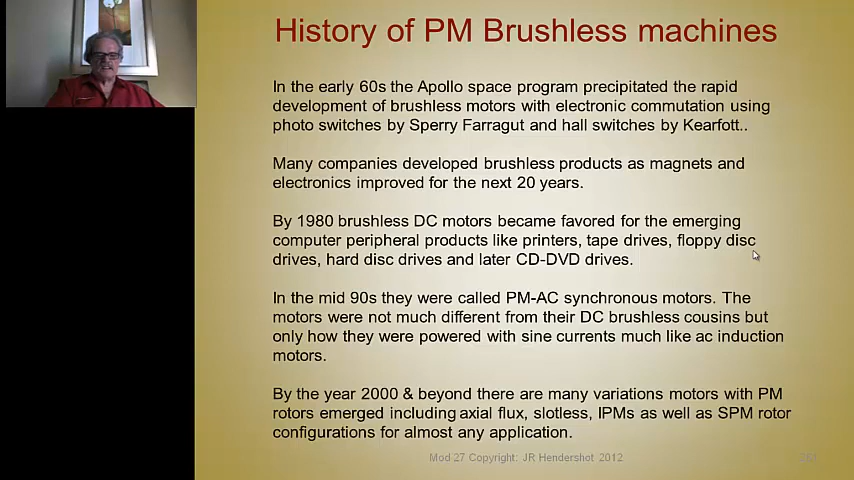 History of PM Brushless machines
In the early 60s the Apollo space program precipitated the rapid
development of brushless motors with electronic commutation using
photo switches by Sperry Farragut and hall switches by Kearfott..
Many companies developed brushless products as magnets and
electronics improved for the next 20 years.
By 1980 brushless DC motors became favored for the emerging
computer peripheral products like printers, tape drives, floppy disc
drives, hard disc drives and later CD-DVD drives.
In the mid 90s they were called PM-AC synchronous motors. The
motors were not much different from their DC brushless cousins but
only how they were powered with sine currents much like ac induction
motors.
By the year 2000 & beyond there are many variations motors with PM
rotors emerged including axial flux, slotless, IPMs as well as SPM rotor
configurations for almost any application.
Mod 27 Copyright: JR Hendershot 2012